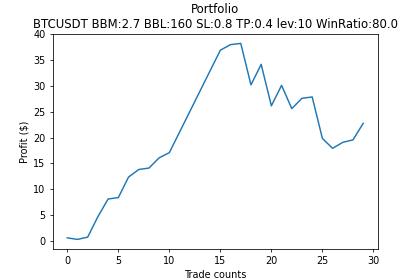 Portfolio
BTCUSDT BBM:2.7 BBL:160 SL:0.8 TP:0.4 lev:10 WinRatio:80.0
40
35
30
25
20
15
10
5
0
Profit ($)
0 5 10 15 20 25 30
Trade counts